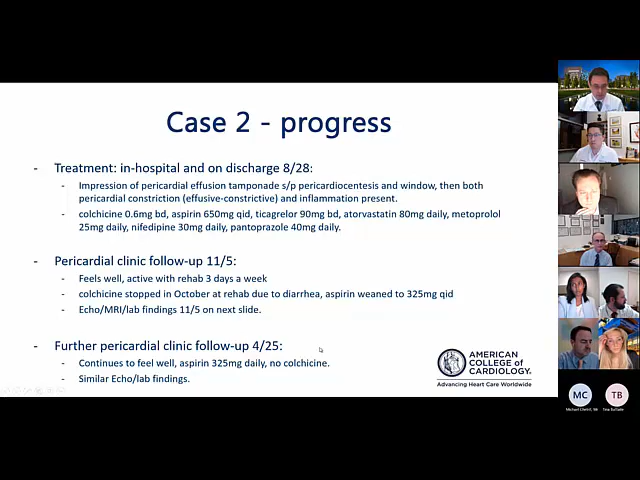 Case 2 - progress
- Treatment: in-hospital and on discharge 8/28:
- Impression of pericardial effusion tamponade s/p pericardiocentesis and window, then both
pericardial constriction (effusive-constrictive) and inflammation present.
- colchicine 0.6mg bd, aspirin 650mg qid, ticagrelor 90mg bd, atorvastatin 80mg daily, metoprolol
25mg daily, nifedipine 30mg daily, pantoprazole 40mg daily.
- Pericardial clinic follow-up 11/5:
- Feels well, active with rehab 3 days a week
- colchicine stopped in October at rehab due to diarrhea, aspirin weaned to 325mg qid
- Echo/MRI/lab findings 11/5 on next slide.
- Further pericardial clinic follow-up 4/25:
- Continues to feel well, aspirin 325mg daily, no colchicine.
- Similar Echo/lab findings.
AMERICAN
COLLEGE of
CARDIOLOGY
Advancing Heart Care Worldwide
MC
TB